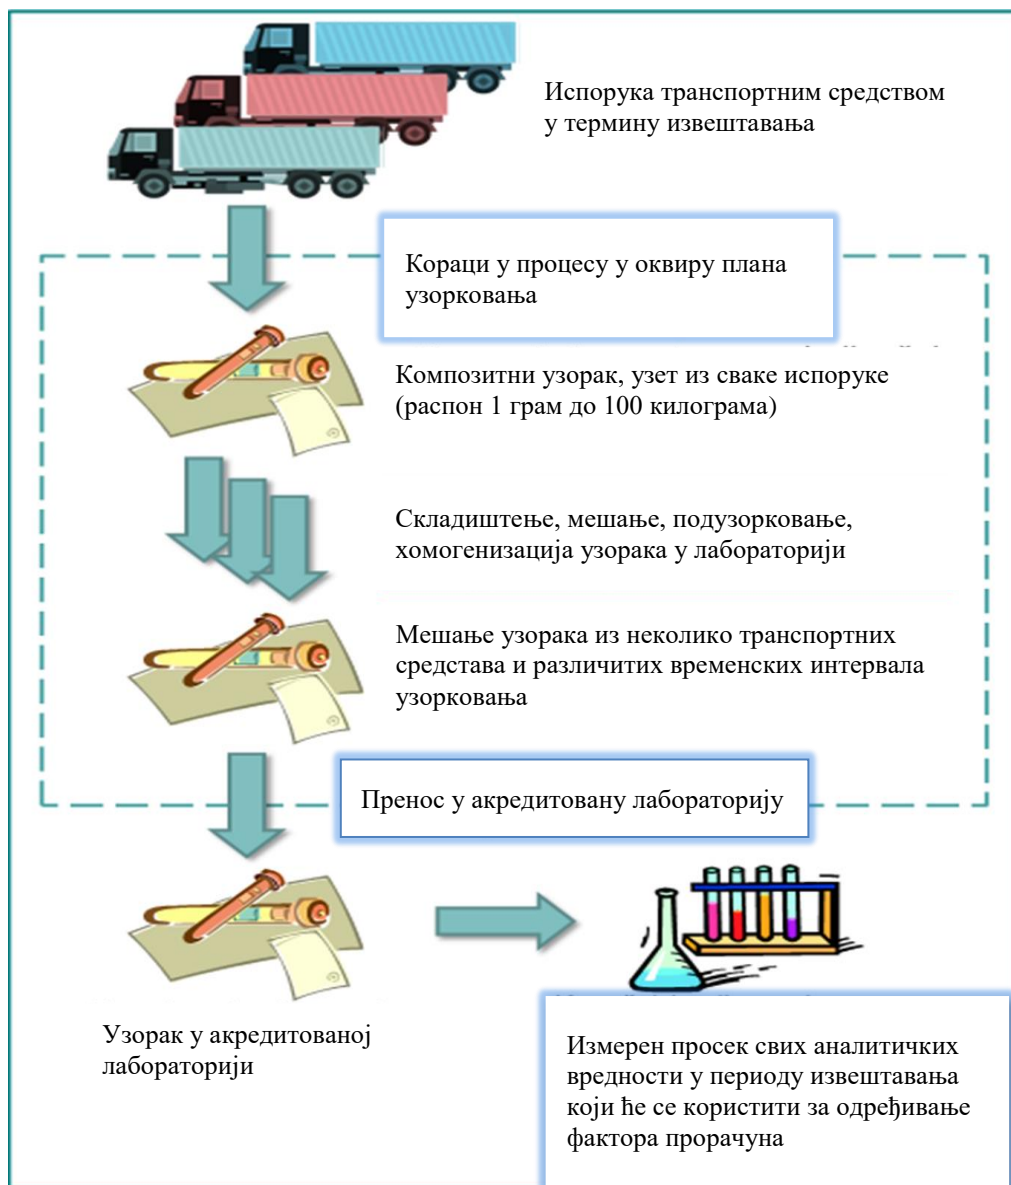 Испорука транспортним средством
у термину извештавања
Кораци у процесу у оквиру плана
узорковања
Композитни узорак, узет из сваке испоруке
(распон 1 грам до 100 килограма)
Складиштење, мешање, подузорковање,
хомогенизација узорака у лабораторији
Мешање узорака из неколико транспортних
средстава и различитих временских интервала
узорковања
Пренос у акредитовану лабораторију
Узорак у акредитованој
лабораторији
Измерен просек свих аналитичких
вредности у периоду извештавања
који ће се користити за одређивање
фактора прорачуна